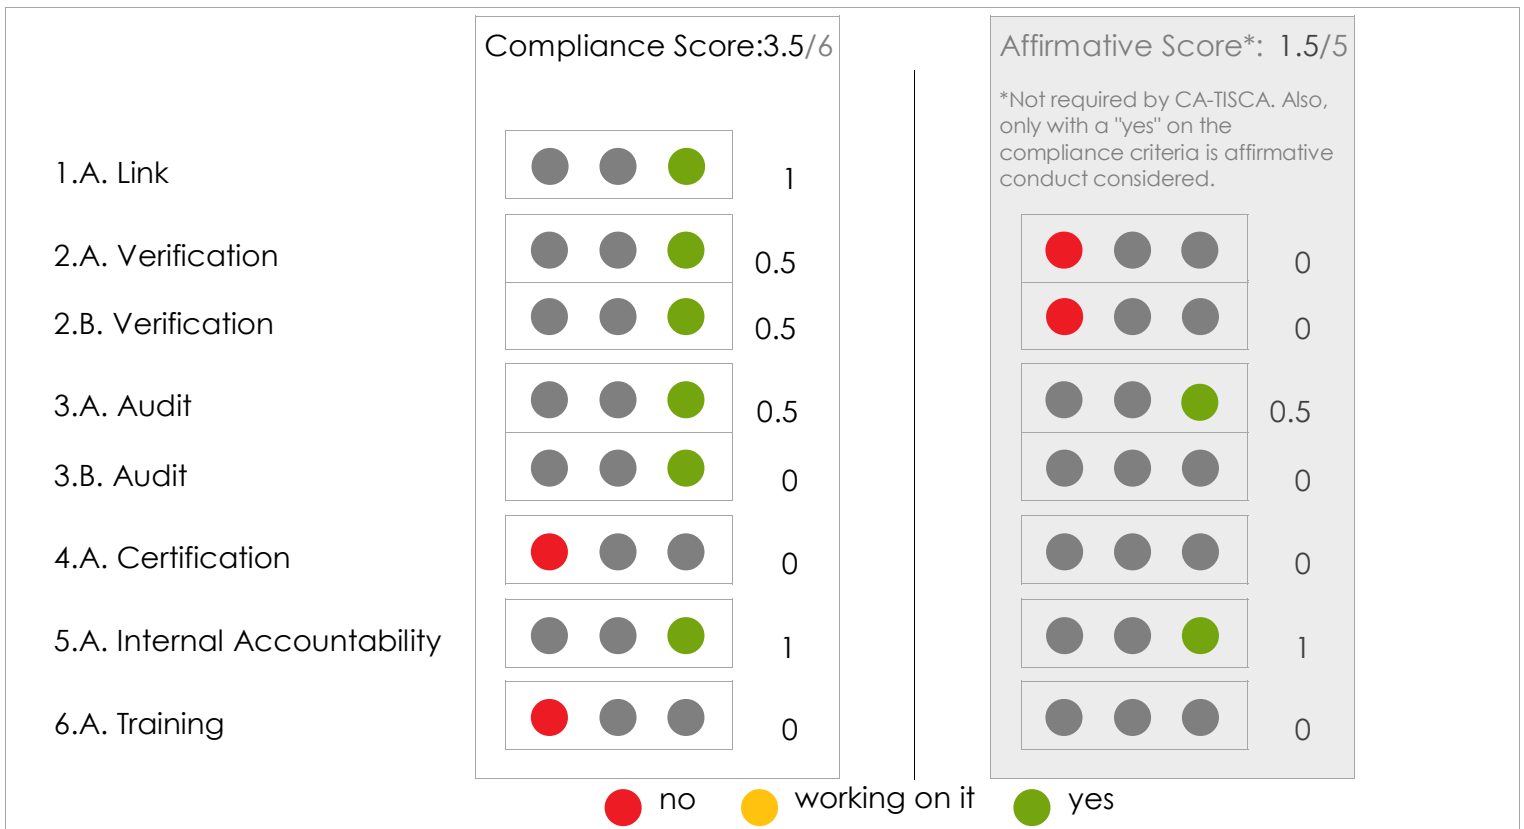 Compliance Score:3.5/6
Affirmative Score*: 1.5/5
*Not required by CA-TISCA. Also,
only with a "yes" on the
compliance criteria is affirmative
conduct considered.
1.A. Link 1
2.A. Verification 0.5 0
2.B. Verification 0.5 0
3.A. Audit 0.5 0.5
3.B. Audit 0 0
4.A. Certification 0 0
5.A. Internal Accountability 1 1
6.A. Training 0 0
no working on it yes